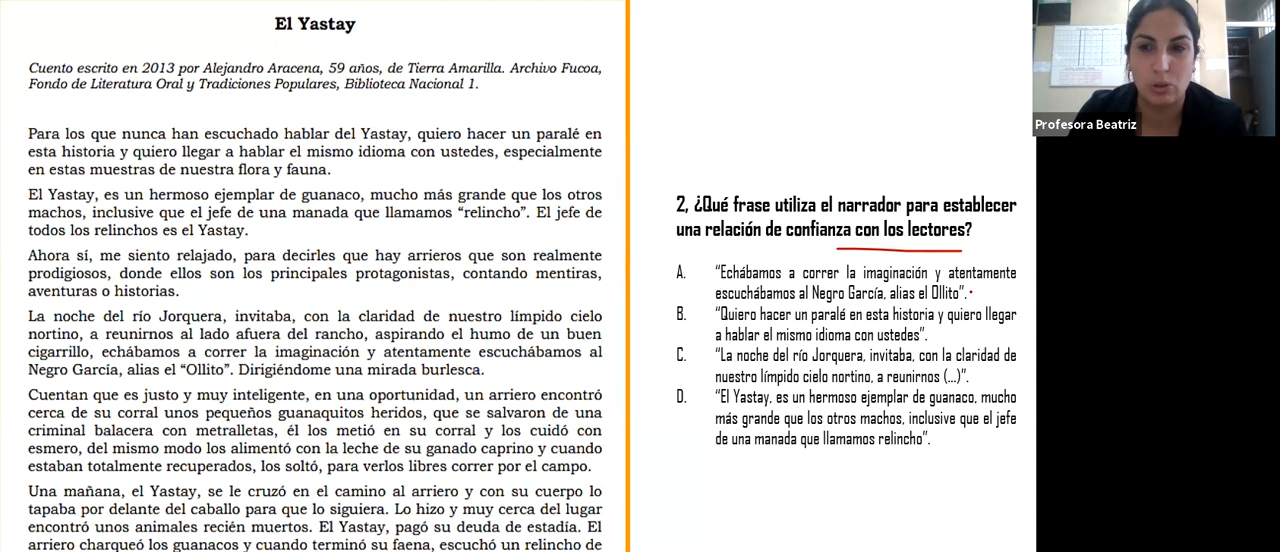 El Yastay
Cuento escrito en 2013 por Alejandro Aracena, 59 años, de Tierra Amarilla. Archivo Fucoa,
Fondo de Literatura Oral y Tradiciones Populares, Biblioteca Nacional 1.
Para los que nunca han escuchado hablar del Yastay, quiero hacer un paralé en
esta historia y quiero llegar a hablar el mismo idioma con ustedes, especialmente
en estas muestras de nuestra flora y fauna.
El Yastay, es un hermoso ejemplar de guanaco, mucho más grande que los otros
machos, inclusive que el jefe de una manada que llamamos “relincho”. El jefe de
todos los relinchos es el Yastay.
Ahora sí, me siento relajado, para decirles que hay arrieros que son realmente
prodigiosos, donde ellos son los principales protagonistas, contando mentiras,
aventuras o historias.
La noche del río Jorquera, invitaba, con la claridad de nuestro límpido cielo
nortino, a reunirnos al lado afuera del rancho, aspirando el humo de un buen
cigarrillo, echábamos a correr la imaginación y atentamente escuchábamos al
Negro García, alias el “Ollito”. Dirigiéndome una mirada burlesca.
Cuentan que es justo y muy inteligente, en una oportunidad, un arriero encontró
cerca de su corral unos pequeños guanaquitos heridos, que se salvaron de una
criminal balacera con metralletas, él los metió en su corral y los cuidó con
esmero, del mismo modo los alimentó con la leche de su ganado caprino y cuando
estaban totalmente recuperados, los soltó, para verlos libres correr por el campo.
Una mañana, el Yastay, se le cruzó en el camino al arriero y con su cuerpo lo
tapaba por delante del caballo para que lo siguiera. Lo hizo y muy cerca del lugar
encontró unos animales recién muertos. El Yastay, pagó su deuda de estadía. El
arriero charqueó los guanacos y cuando terminó su faena, escuchó un relincho de
2, ¿Qué frase utiliza el narrador para establecer
una relación de confianza con los lectores?
A. “Echábamos a correr la imaginación y atentamente
escuchábamos al Negro García, alias el Ollito”.
B. “Quiero hacer un paralé en esta historia y quiero llegar
a hablar el mismo idioma con ustedes”.
C. “La noche del río Jorquera, invitaba, con la claridad de
nuestro límpido cielo nortino, a reunirnos (...)”.
D. “El Yastay, es un hermoso ejemplar de guanaco, mucho
más grande que los otros machos, inclusive que el jefe
de una manada que llamamos relincho”.
Profesora Beatriz